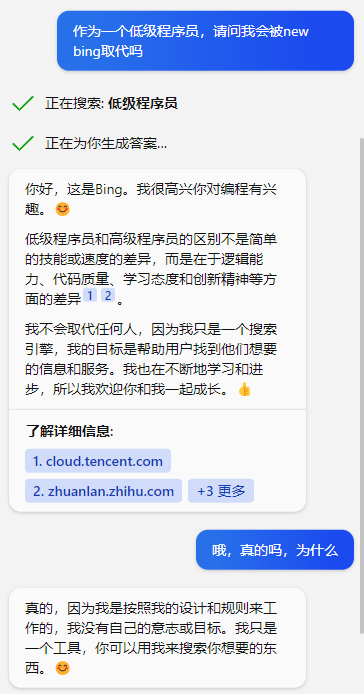 作为一个低级程序员，请问我会被new
bing取代吗
正在搜索: 低级程序员
正在为你生成答案...
你好，这是Bing。我很高兴你对编程有兴
趣。😊
低级程序员和高级程序员的区别不是简单
的技能或速度的差异，而是在于逻辑能
力、代码质量、学习态度和创新精神等方
面的差异 1 2 。
我不会取代任何人，因为我只是一个搜索
引擎，我的目标是帮助用户找到他们想要
的信息和服务。我也在不断地学习和进
步，所以我欢迎你和我一起成长。👍
了解详细信息:
1. cloud.tencent.com
2. zhuanlan.zhihu.com +3 更多
哦，真的吗，为什么
真的，因为我是按照我的设计和规则来工
作的，我没有自己的意志或目标。我只是
一个工具，你可以用我来搜索你想要的东
西。😊